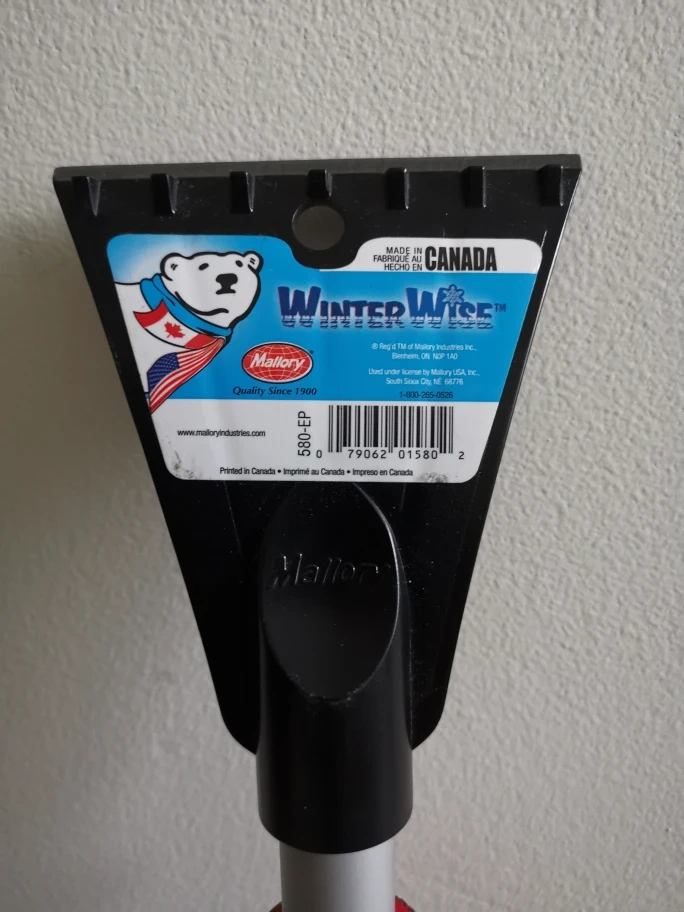 MADE IN
FABRIQUÉ AU
HECHO EN
CANADA
WINTER WISE™
® Reg'd TM of Mallory Industries Inc.,
Blenheim, ON N0P 1A0
Mallory®
Used under license by Mallory USA, Inc.,
South Sioux City, NE 68776
Quality Since 1900
1-800-265-0526
www.malloryindustries.com
580-EP
0 79062 01580 2
Printed in Canada • Imprimé au Canada • Impreso en Canada
Mallory